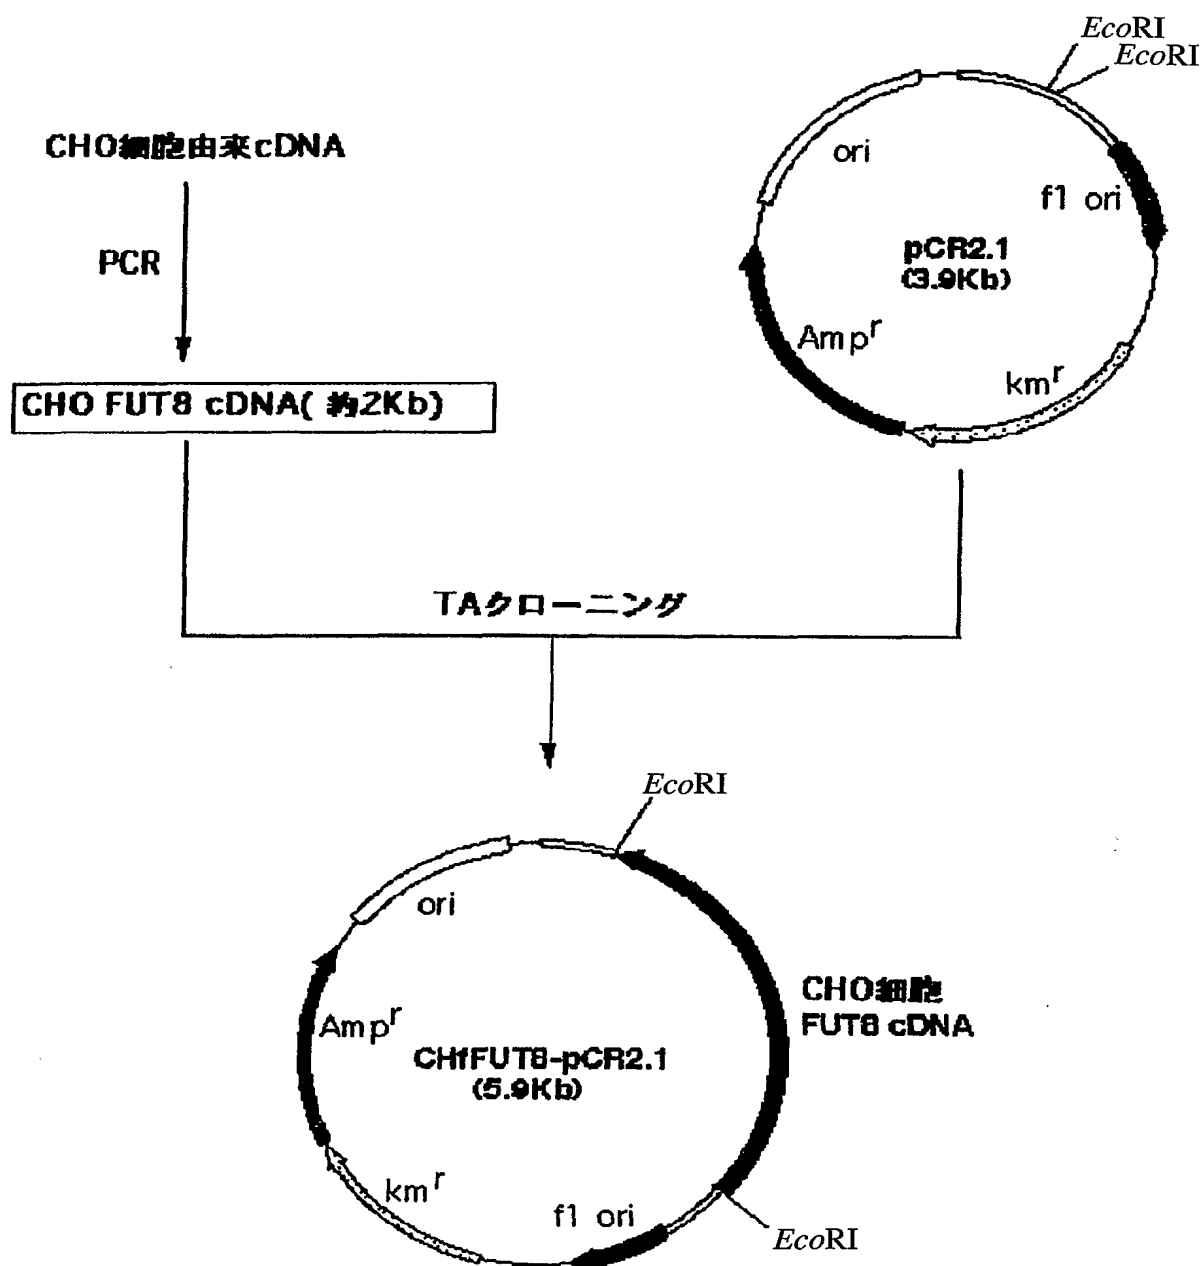 EcoRI
EcoRI
CHO細胞由来cDNA
ori
f1 ori
PCR
pCR2.1
(3.9Kb)
Ampʳ
kmʳ
CHO FUT8 cDNA( 約2Kb)
TAクローニング
EcoRI
ori
CHO細胞
FUT8 cDNA
Ampʳ
CHfFUT8-pCR2.1
(5.9Kb)
kmʳ
f1 ori
EcoRI